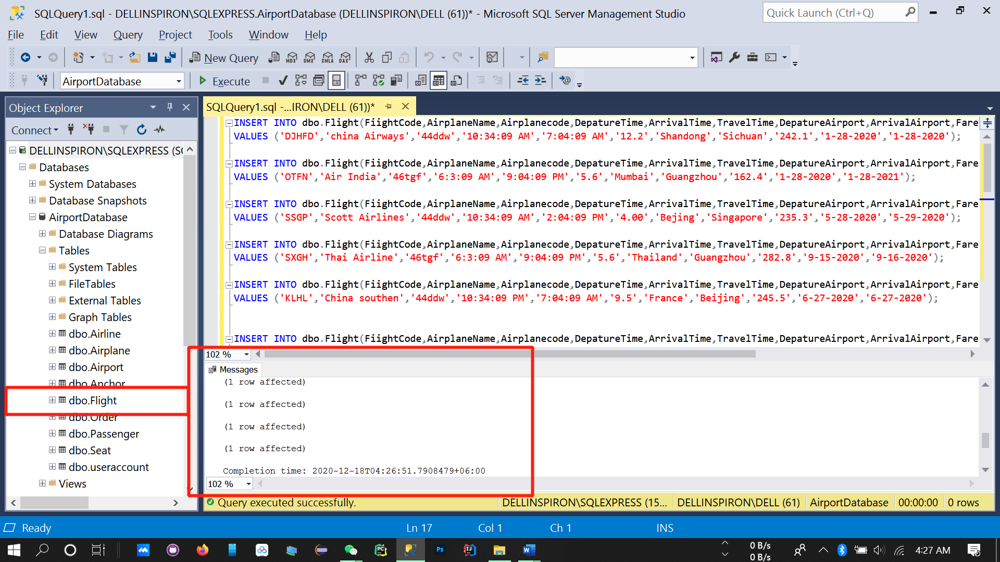 SQLQuery1.sql - DELLINSPIRON\SQLEXPRESS.AirportDatabase (DELLINSPIRON\DELL (61))* - Microsoft SQL Server Management Studio
Quick Launch (Ctrl+Q)
File Edit View Query Project Tools Window Help
New Query MDX DMX XMLA DAX
AirportDatabase Execute
Object Explorer
SQLQuery1.sql -...IRON\DELL (61))*
Connect
DELLINSPIRON\SQLEXPRESS (S
Databases
System Databases
Database Snapshots
AirportDatabase
Database Diagrams
Tables
System Tables
FileTables
External Tables
Graph Tables
dbo.Airline
dbo.Airplane
dbo.Airport
dbo.Anchor
dbo.Flight
dbo.Order
dbo.Passenger
dbo.Seat
dbo.useraccount
Views
INSERT INTO dbo.Flight(FiightCode,AirplaneName,Airplanecode,DepatureTime,ArrivalTime,TravelTime,DepatureAirport,ArrivalAirport,Fare
VALUES ('DJHFD','china Airways','44ddw','10:34:09 AM','7:04:09 AM','12.2','Shandong','Sichuan','242.1','1-28-2020','1-28-2020');
INSERT INTO dbo.Flight(FiightCode,AirplaneName,Airplanecode,DepatureTime,ArrivalTime,TravelTime,DepatureAirport,ArrivalAirport,Fare
VALUES ('OTFN','Air India','46tgf','6:3:09 AM','9:04:09 PM','5.6','Mumbai','Guangzhou','162.4','1-28-2020','1-28-2021');
INSERT INTO dbo.Flight(FiightCode,AirplaneName,Airplanecode,DepatureTime,ArrivalTime,TravelTime,DepatureAirport,ArrivalAirport,Fare
VALUES ('SSGP','Scott Airlines','44ddw','10:34:09 AM','2:04:09 PM','4.00','Bejing','Singapore','235.3','5-28-2020','5-29-2020');
INSERT INTO dbo.Flight(FiightCode,AirplaneName,Airplanecode,DepatureTime,ArrivalTime,TravelTime,DepatureAirport,ArrivalAirport,Fare
VALUES ('SXGH','Thai Airline','46tgf','6:3:09 AM','9:04:09 PM','5.6','Thailand','Guangzhou','282.8','9-15-2020','9-16-2020');
INSERT INTO dbo.Flight(FiightCode,AirplaneName,Airplanecode,DepatureTime,ArrivalTime,TravelTime,DepatureAirport,ArrivalAirport,Fare
VALUES ('KLHL','China southen','44ddw','10:34:09 PM','7:04:09 AM','9.5','France','Beijing','245.5','6-27-2020','6-27-2020');
INSERT INTO dbo.Flight(FiightCode,AirplaneName,Airplanecode,DepatureTime,ArrivalTime,TravelTime,DepatureAirport,ArrivalAirport,Fare
102 %
Messages
(1 row affected)
(1 row affected)
(1 row affected)
(1 row affected)
Completion time: 2020-12-18T04:26:51.7908479+06:00
102 %
Query executed successfully. DELLINSPIRON\SQLEXPRESS (15... DELLINSPIRON\DELL (61) AirportDatabase 00:00:00 0 rows
Ready Ln 17 Col 1 Ch 1 INS
PC Ps IJ W
0 B/s
0 B/s
4:27 AM